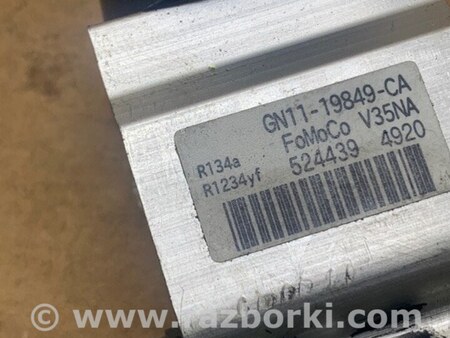 GN11-19849-CA
FoMoCo V35NA
R134a 524439 4920
R1234yf
© www.razborki.com